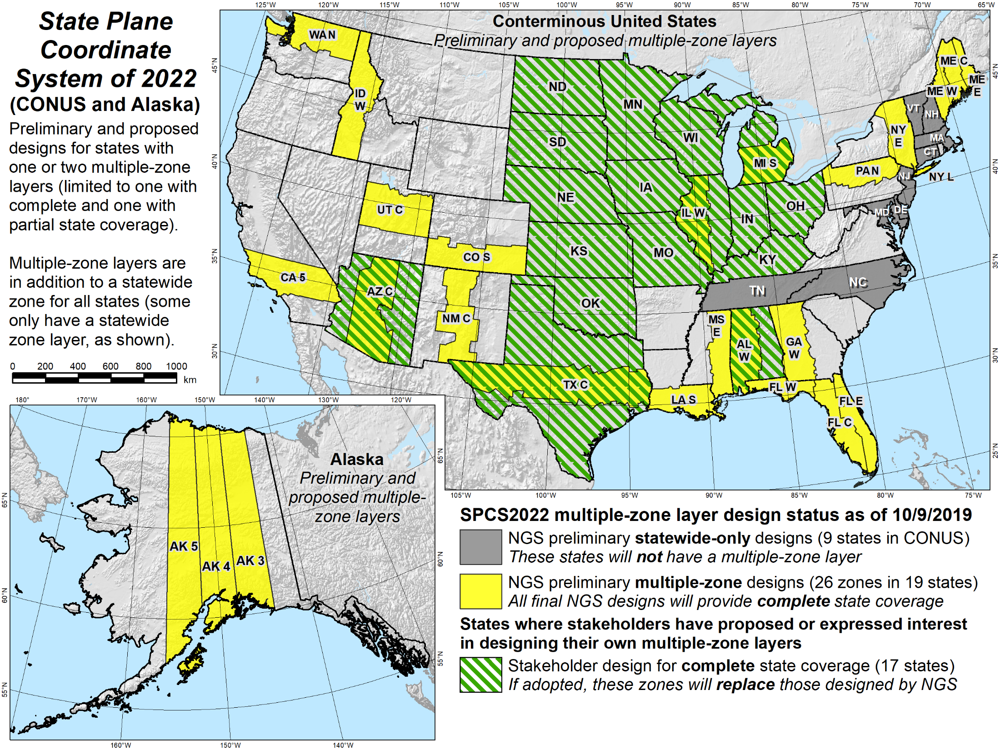 State Plane
Coordinate
System of 2022
(CONUS and Alaska)
Preliminary and proposed
designs for states with
one or two multiple-zone
layers (limited to one with
complete and one with
partial state coverage).
Multiple-zone layers are
in addition to a statewide
zone for all states (some
only have a statewide
zone layer, as shown).
0 200 400 600 800 1000
km
125°W 120°W 115°W 110°W 105°W 100°W 95°W 90°W 85°W 80°W 75°W 70°W 65°W
Conterminous United States
Preliminary and proposed multiple-zone layers
45°N
40°N
35°N
30°N
45°N
40°N
35°N
30°N
25°N
WA N
ID
W
ND
MN
SD
WI
MI S
NE
IA
IL W
IN
OH
UT C
CO S
KS
MO
KY
CA 5
AZ C
NM C
OK
TX C
LA S
MS
E
AL
W
GA
W
FL W
FL E
FL C
TN
NC
MD
DE
NJ
PA N
NY
E
NY L
CT
MA
VT
NH
ME C
ME W
ME
E
105°W 100°W 95°W 90°W 85°W 80°W 75°W
180° 170°W 160°W 150°W 140°W 130°W 120°W
65°N
60°N
55°N
65°N
60°N
55°N
Alaska
Preliminary and
proposed multiple-
zone layers
AK 5
AK 4
AK 3
160°W 150°W 140°W
SPCS2022 multiple-zone layer design status as of 10/9/2019
NGS preliminary statewide-only designs (9 states in CONUS)
These states will not have a multiple-zone layer
NGS preliminary multiple-zone designs (26 zones in 19 states)
All final NGS designs will provide complete state coverage
States where stakeholders have proposed or expressed interest
in designing their own multiple-zone layers
Stakeholder design for complete state coverage (17 states)
If adopted, these zones will replace those designed by NGS